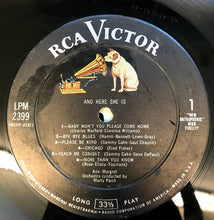 RCA VICTOR
AND HERE SHE IS
LPM
2399
1
"NEW
ORTHOPHONIC"
HIGH
FIDELITY
1—BABY WON'T YOU PLEASE COME HOME
(Charles Warfield-Clarence Williams)
2—BYE BYE BLUES (Hamm-Bennett-Lown-Gray)
3—PLEASE BE KIND (Sammy Cahn-Saul Chaplin)
4—CHICAGO (Fred Fisher)
5—TEACH ME TONIGHT (Sammy Cahn-Gene DePaul)
6—MORE THAN YOU KNOW
(Rose-Eliscu-Youmans)
Ann-Margret
Orchestra conducted by
Marty Paich
LONG 33⅓ PLAY